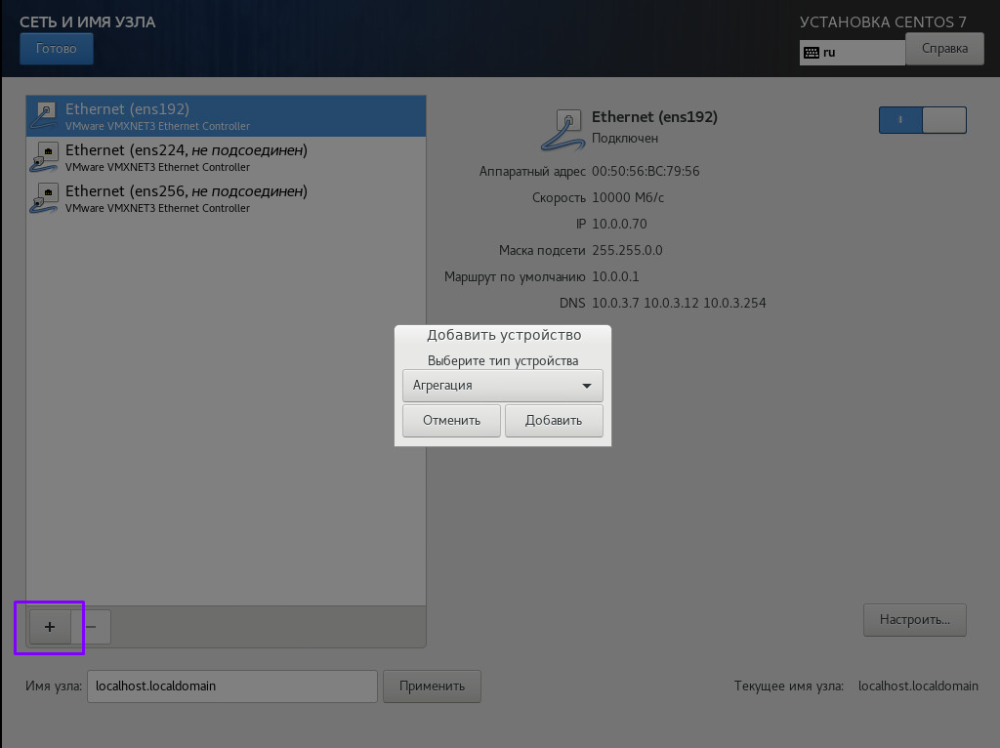 СЕТЬ И ИМЯ УЗЛА
УСТАНОВКА CENTOS 7
Готово
ru
Справка
Ethernet (ens192)
VMware VMXNET3 Ethernet Controller
Ethernet (ens224, не подсоединен)
VMware VMXNET3 Ethernet Controller
Ethernet (ens256, не подсоединен)
VMware VMXNET3 Ethernet Controller
Ethernet (ens192)
Подключен
Аппаратный адрес 00:50:56:BC:79:56
Скорость 10000 Мб/с
IP 10.0.0.70
Маска подсети 255.255.0.0
Маршрут по умолчанию 10.0.0.1
DNS 10.0.3.7 10.0.3.12 10.0.3.254
Добавить устройство
Выберите тип устройства
Агрегация
Отменить Добавить
+ −
Настроить...
Имя узла: localhost.localdomain Применить
Текущее имя узла: localhost.localdomain